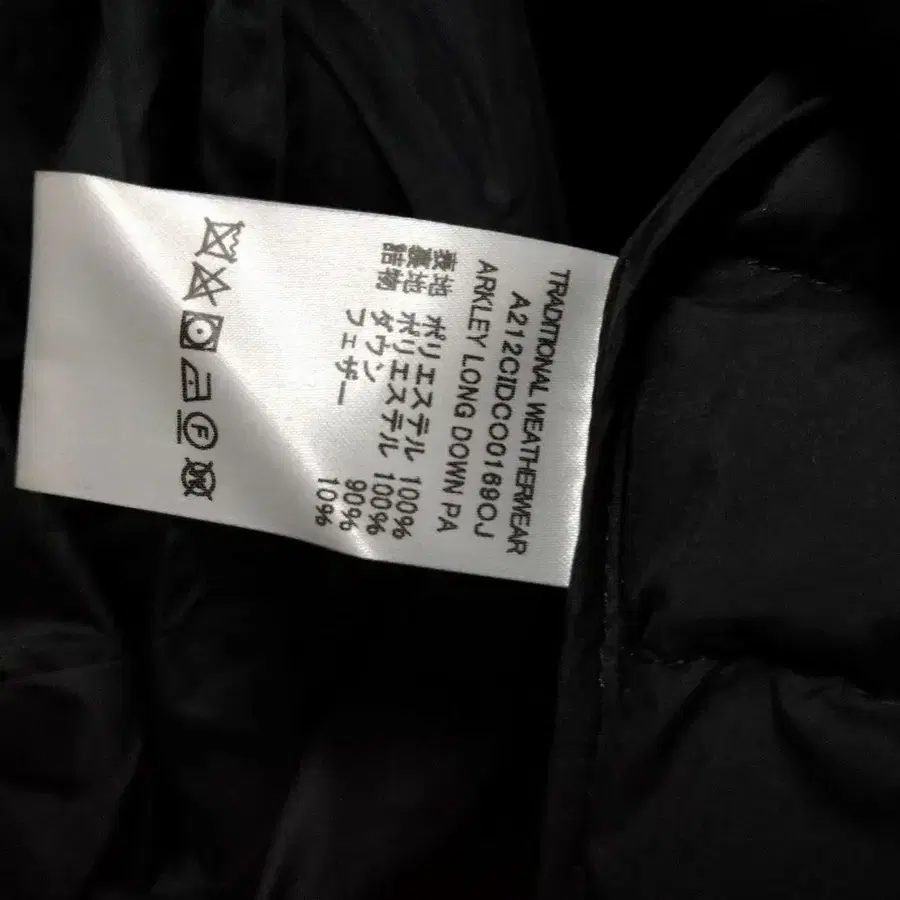 TRADITIONAL WEATHERWEAR
A212CIDCO0169OJ
ARKLEY LONG DOWN PA
表地 ポリエステル 100%
裏地 ポリエステル 100%
詰物 ダウン 90%
フェザー 10%
F